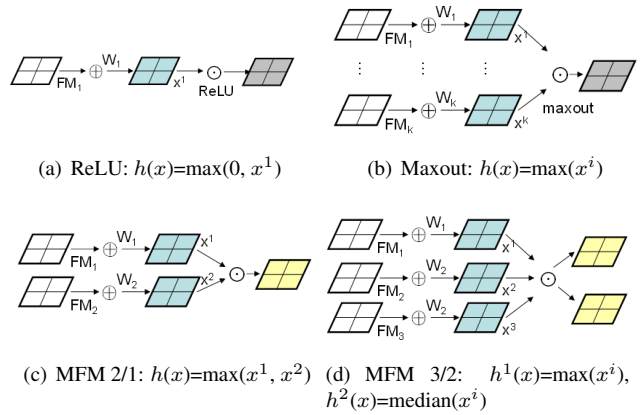 FM₁ W₁ x¹ ReLU
FM₁ W₁ x¹
⋮ ⋮ ⋮
FMₖ Wₖ xᵏ maxout
(a) ReLU: h(x)=max(0, x¹)
(b) Maxout: h(x)=max(xⁱ)
FM₁ W₁ x¹
FM₂ W₂ x²
FM₁ W₁ x¹
FM₂ W₂ x²
FM₃ W₂ x³
(c) MFM 2/1: h(x)=max(x¹, x²)
(d) MFM 3/2: h¹(x)=max(xⁱ),
h²(x)=median(xⁱ)